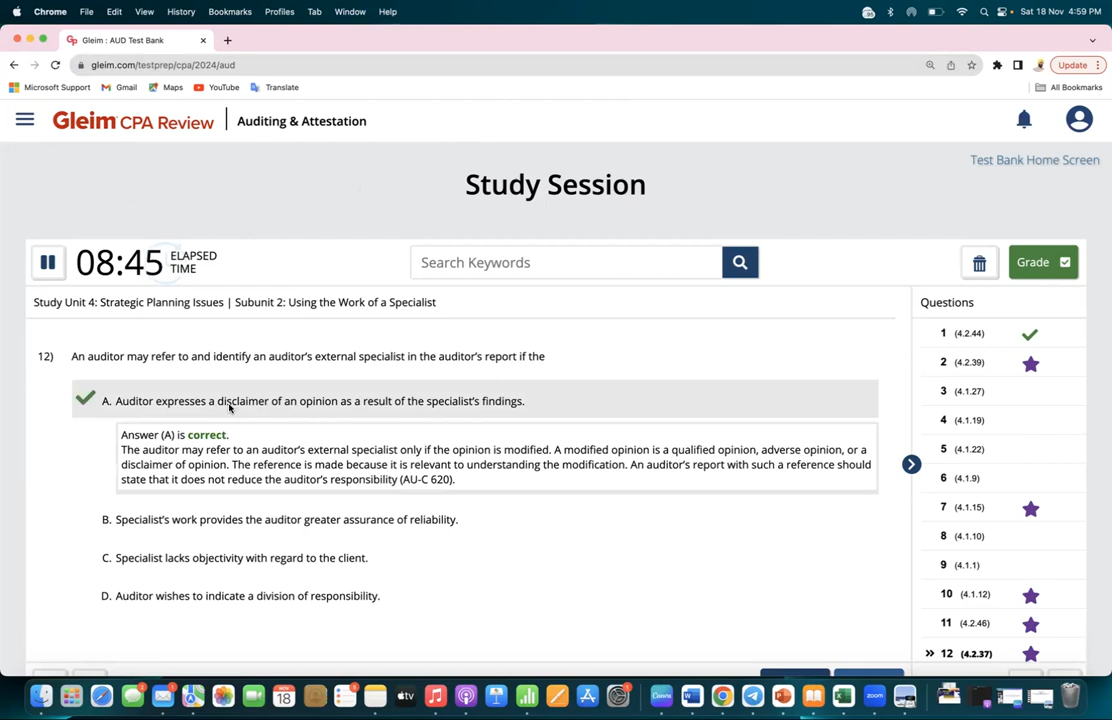 Chrome File Edit View History Bookmarks Profiles Tab Window Help
Sat 18 Nov 4:59 PM
Gleim : AUD Test Bank
gleim.com/testprep/cpa/2024/aud
Update
Microsoft Support Gmail Maps YouTube Translate
All Bookmarks
Gleim CPA Review
Auditing & Attestation
Test Bank Home Screen
Study Session
08:45 ELAPSED
TIME
Search Keywords
Grade
Study Unit 4: Strategic Planning Issues | Subunit 2: Using the Work of a Specialist
12) An auditor may refer to and identify an auditor's external specialist in the auditor's report if the
A. Auditor expresses a disclaimer of an opinion as a result of the specialist's findings.
Answer (A) is correct.
The auditor may refer to an auditor's external specialist only if the opinion is modified. A modified opinion is a qualified opinion, adverse opinion, or a
disclaimer of opinion. The reference is made because it is relevant to understanding the modification. An auditor's report with such a reference should
state that it does not reduce the auditor's responsibility (AU-C 620).
B. Specialist's work provides the auditor greater assurance of reliability.
C. Specialist lacks objectivity with regard to the client.
D. Auditor wishes to indicate a division of responsibility.
Questions
1 (4.2.44)
2 (4.2.39)
3 (4.1.27)
4 (4.1.19)
5 (4.1.22)
6 (4.1.9)
7 (4.1.15)
8 (4.1.10)
9 (4.1.1)
10 (4.1.12)
11 (4.2.46)
» 12 (4.2.37)
NOV
18
tv
zoom